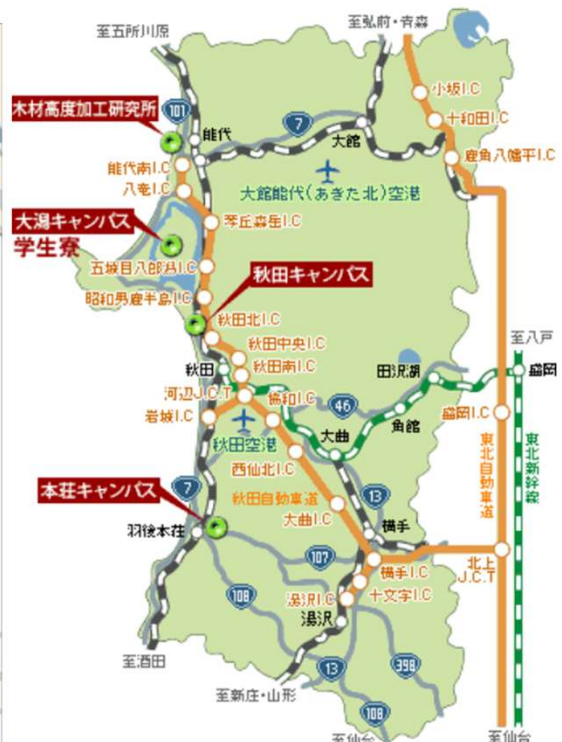 至五所川原
至弘前・青森
小坂I.C
木材高度加工研究所
101
十和田I.C
7
能代
大館
鹿角八幡平I.C
能代南I.C
大館能代(あきた北)空港
八竜I.C
大潟キャンパス
学生寮
琴丘森岳I.C
五城目八郎潟I.C
秋田キャンパス
昭和男鹿半島I.C
秋田北I.C
至八戸
秋田中央I.C
秋田
秋田南I.C
田沢湖
盛岡
河辺J.C.T
協和I.C
46
角館
岩城I.C
盛岡I.C
大曲
秋田空港
東北自動車道
東北新幹線
西仙北I.C
本荘キャンパス
7
秋田自動車道
13
大曲I.C
羽後本荘
横手
107
北上
J.C.T
横手I.C
108
十文字I.C
湯沢I.C
湯沢
至酒田
13
398
至新庄・山形
108
至仙台
至仙台